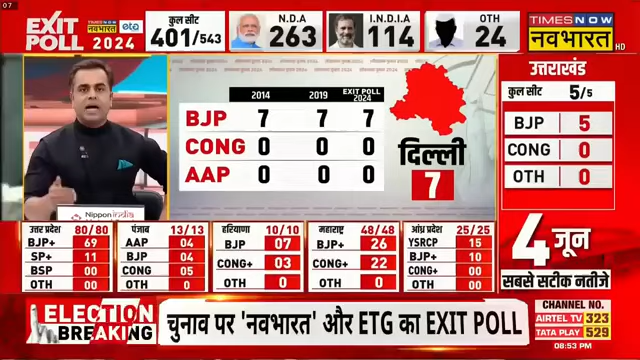 07
EXIT
POLL
नवभारत ETG
2024
कुल सीट
401/543
N.D.A
263
I.N.D.I.A
114
OTH
24
TIMES NOW
नवभारत HD
2014 2019 EXIT POLL 2024
BJP 7 7 7
CONG 0 0 0
AAP 0 0 0
दिल्ली
7
उत्तराखंड
कुल सीट 5/5
BJP 5
CONG 0
OTH 0
Nippon india
उत्तर प्रदेश 80/80
BJP+ 69
SP+ 11
BSP 00
OTH 00
पंजाब 13/13
AAP 04
BJP 04
CONG 05
OTH 0
हरियाणा 10/10
BJP 07
CONG+ 03
OTH 0
महाराष्ट्र 48/48
BJP+ 26
CONG+ 22
OTH 0
आंध्र प्रदेश 25/25
YSRCP 15
BJP+ 10
CONG+ 00
OTH 00
4 जून
सबसे सटीक नतीजे
ELECTION
BREAKING
चुनाव पर 'नवभारत' और ETG का EXIT POLL
CHANNEL NO.
AIRTEL TV 323
TATA PLAY 529
08:53 PM